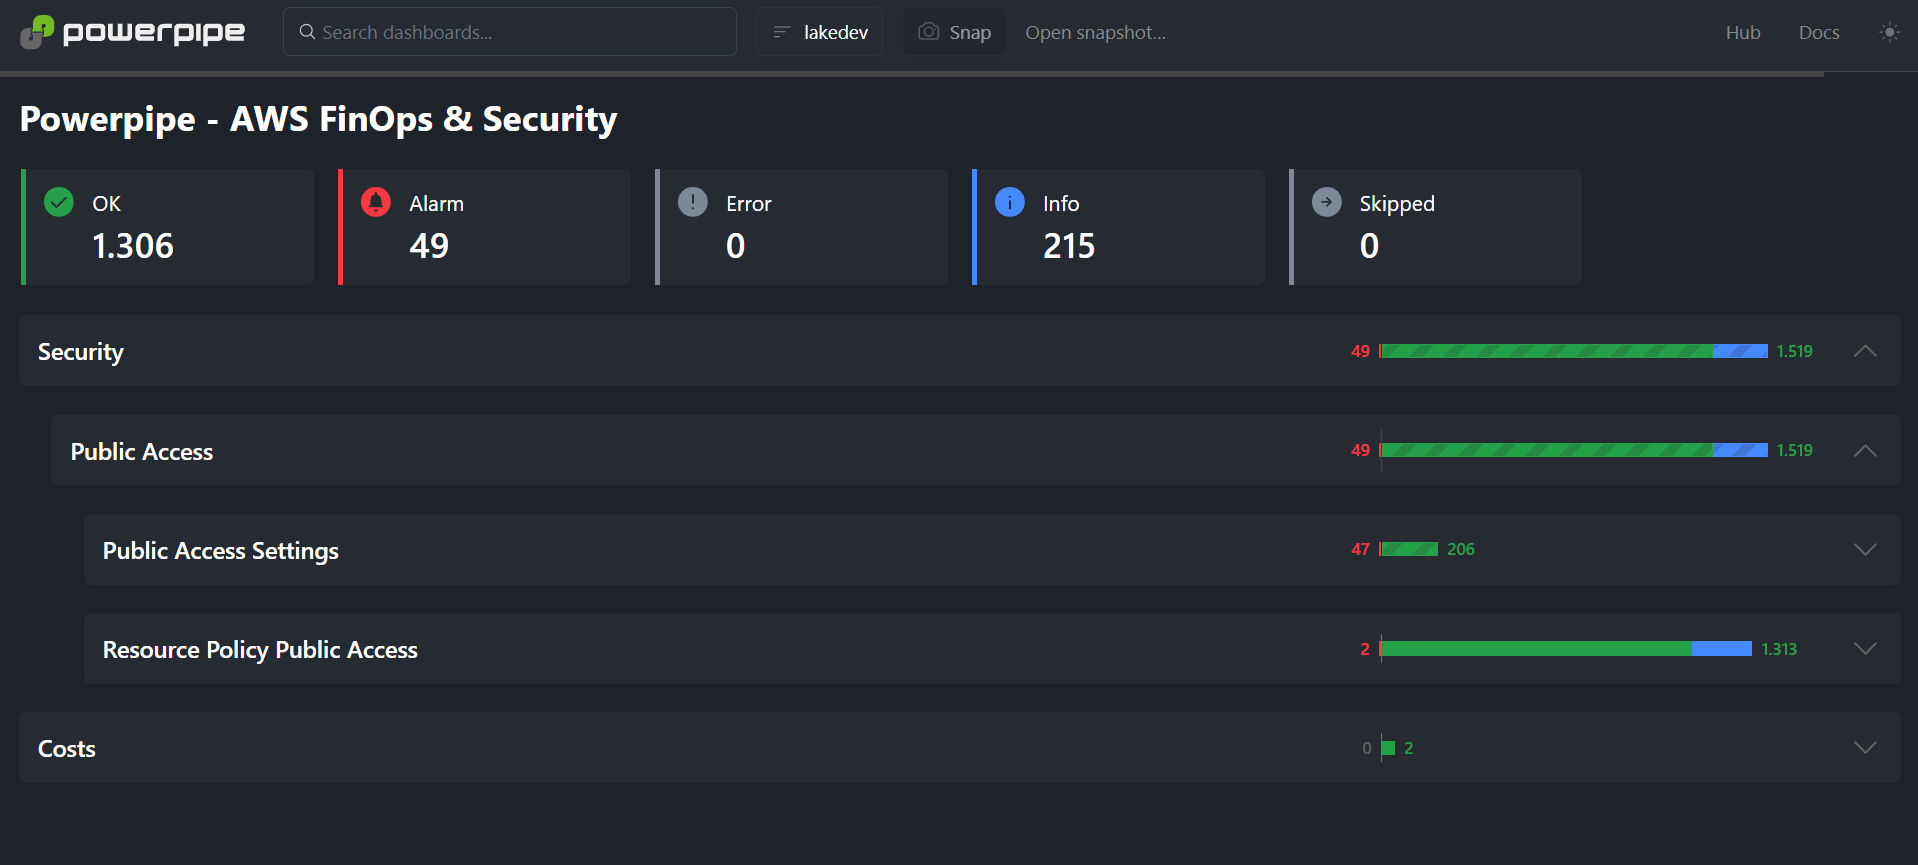 powerpipe
Search dashboards...
lakedev
Snap
Open snapshot...
Hub
Docs
Powerpipe - AWS FinOps & Security
OK
1.306
Alarm
49
Error
0
Info
215
Skipped
0
Security
49
1.519
Public Access
49
1.519
Public Access Settings
47
206
Resource Policy Public Access
2
1.313
Costs
0
2